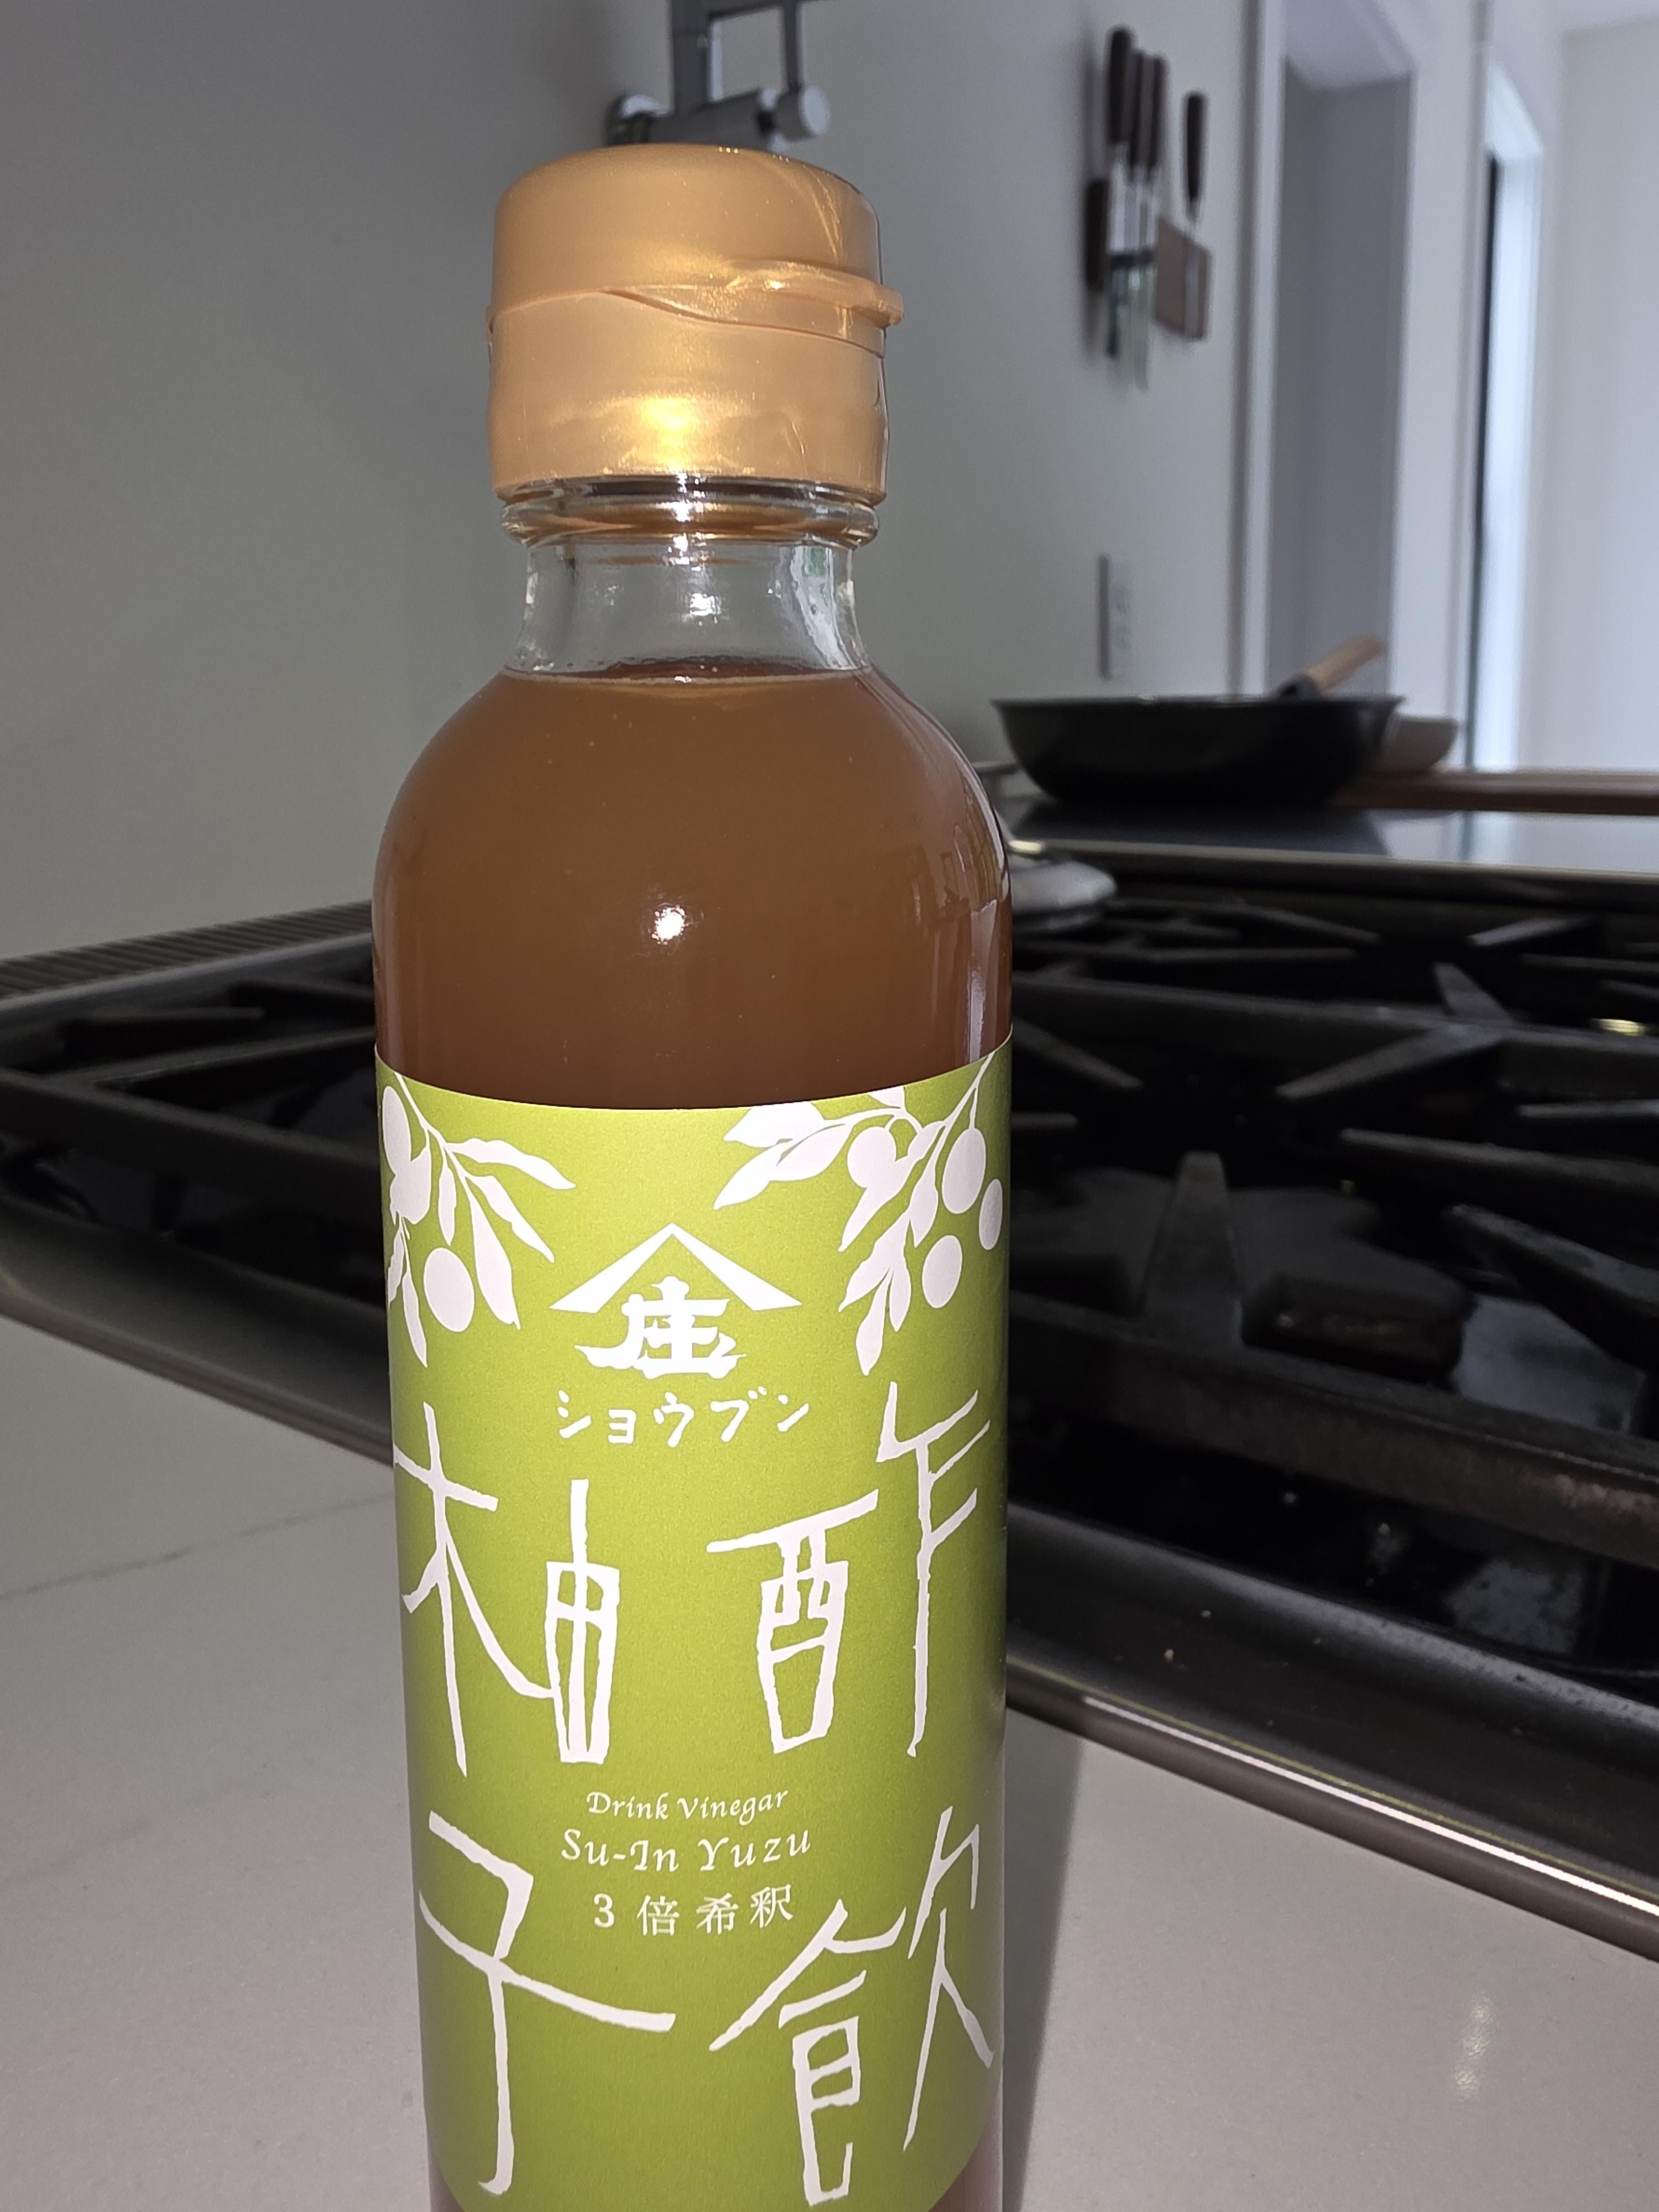 庄
ショウブン
酢飲
柚子
Drink Vinegar
Su-In Yuzu
3倍希釈